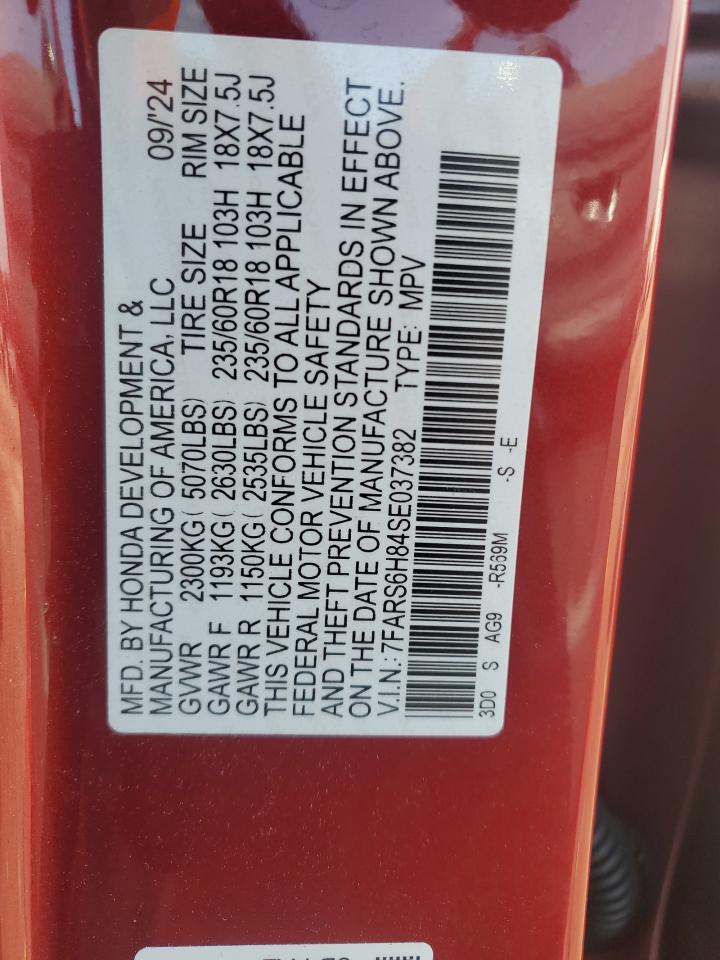 MFD. BY HONDA DEVELOPMENT &
MANUFACTURING OF AMERICA, LLC 09/'24
GVWR 2300KG ( 5070LBS) TIRE SIZE RIM SIZE
GAWR F 1193KG ( 2630LBS) 235/60R18 103H 18X7.5J
GAWR R 1150KG ( 2535LBS) 235/60R18 103H 18X7.5J
THIS VEHICLE CONFORMS TO ALL APPLICABLE
FEDERAL MOTOR VEHICLE SAFETY
AND THEFT PREVENTION STANDARDS IN EFFECT
ON THE DATE OF MANUFACTURE SHOWN ABOVE.
V.I.N.: 7FARS6H84SE037382 TYPE: MPV
3D0 S AG9 -R569M -S -E